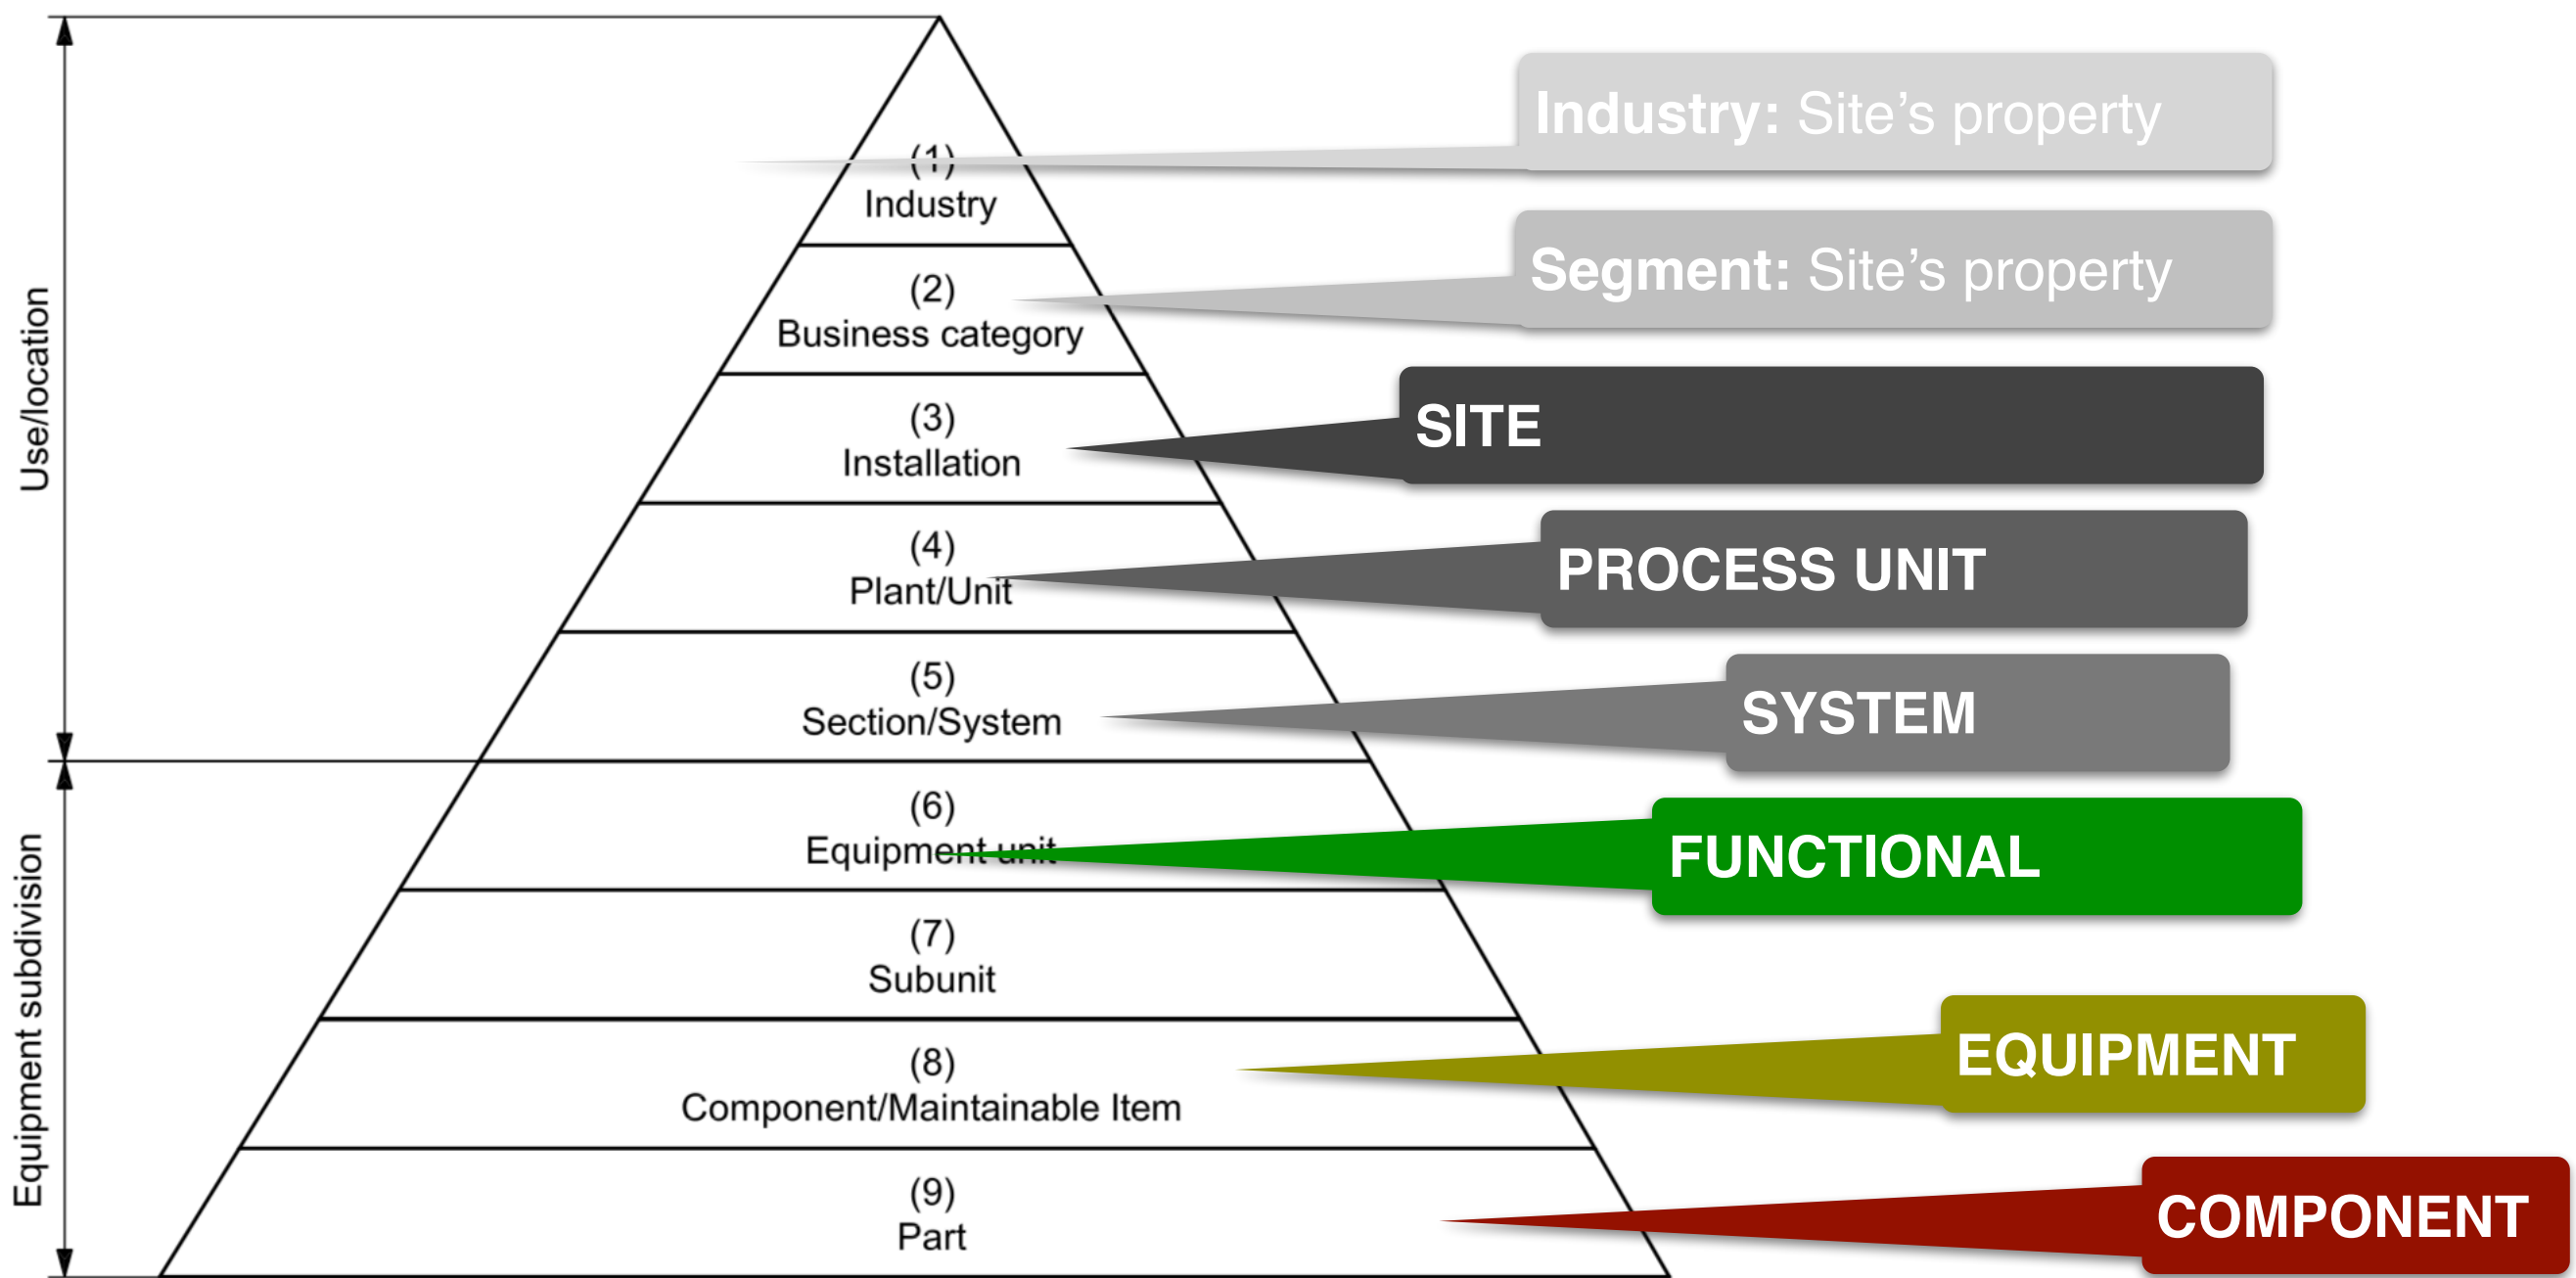 Use/location
Equipment subdivision
(1)
Industry
(2)
Business category
(3)
Installation
(4)
Plant/Unit
(5)
Section/System
(6)
Equipment unit
(7)
Subunit
(8)
Component/Maintainable Item
(9)
Part
Industry: Site’s property
Segment: Site’s property
SITE
PROCESS UNIT
SYSTEM
FUNCTIONAL
EQUIPMENT
COMPONENT